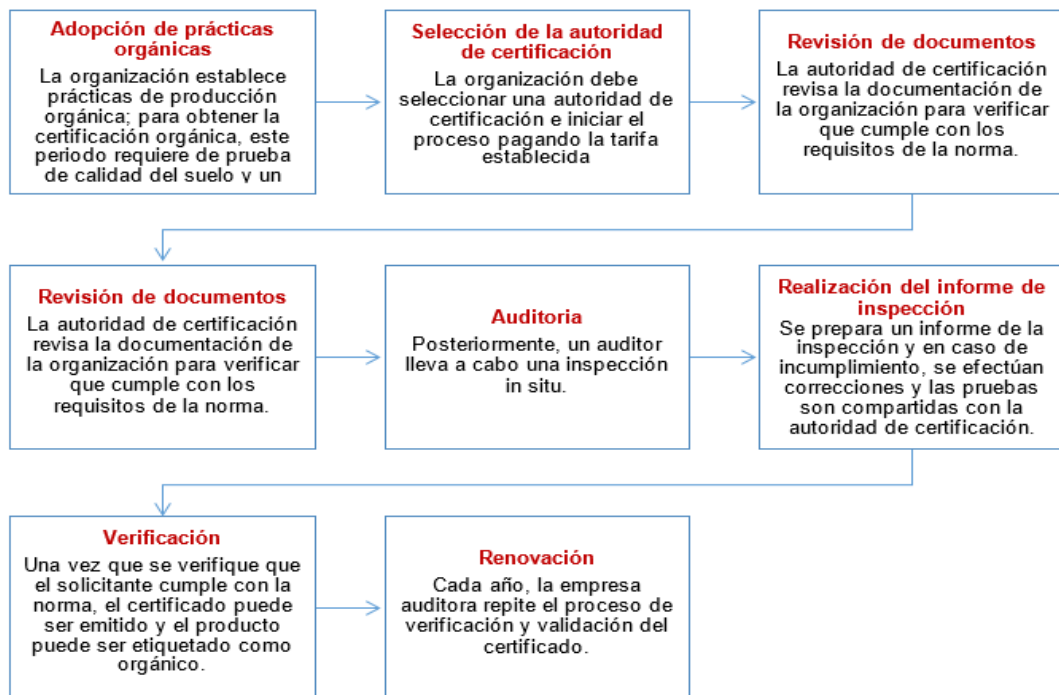 Adopción de prácticas
orgánicas
La organización establece
prácticas de producción
orgánica; para obtener la
certificación orgánica, este
periodo requiere de prueba
de calidad del suelo y un
Selección de la autoridad
de certificación
La organización debe
seleccionar una autoridad de
certificación e iniciar el
proceso pagando la tarifa
establecida
Revisión de documentos
La autoridad de certificación
revisa la documentación de
la organización para verificar
que cumple con los
requisitos de la norma.
Revisión de documentos
La autoridad de certificación
revisa la documentación de
la organización para verificar
que cumple con los
requisitos de la norma.
Auditoria
Posteriormente, un auditor
lleva a cabo una inspección
in situ.
Realización del informe de
inspección
Se prepara un informe de la
inspección y en caso de
incumplimiento, se efectúan
correcciones y las pruebas
son compartidas con la
autoridad de certificación.
Verificación
Una vez que se verifique que
el solicitante cumple con la
norma, el certificado puede
ser emitido y el producto
puede ser etiquetado como
orgánico.
Renovación
Cada año, la empresa
auditora repite el proceso de
verificación y validación del
certificado.